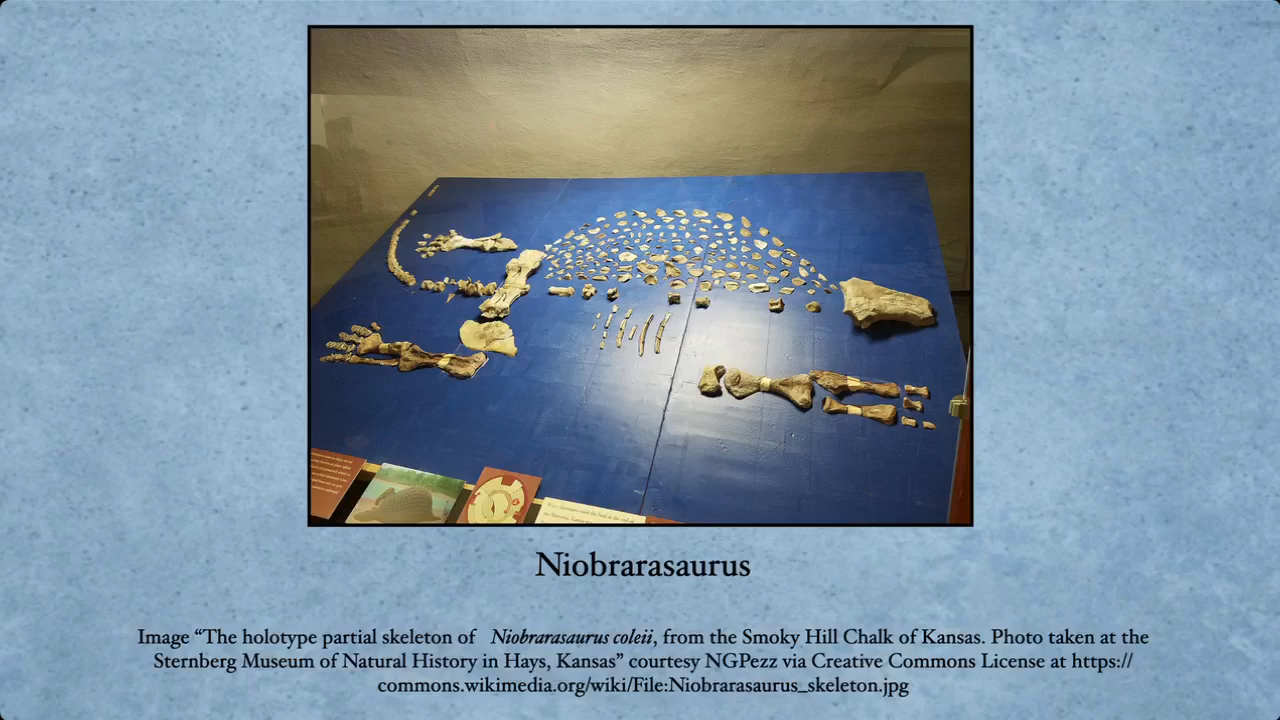 Niobrarasaurus
Image “The holotype partial skeleton of Niobrarasaurus coleii, from the Smoky Hill Chalk of Kansas. Photo taken at the
Sternberg Museum of Natural History in Hays, Kansas” courtesy NGPezz via Creative Commons License at https://
commons.wikimedia.org/wiki/File:Niobrarasaurus_skeleton.jpg